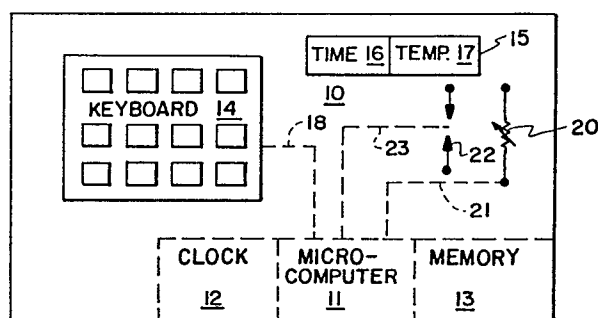 TIME 16 TEMP. 17 15
KEYBOARD 14
10
18
23
22
20
21
CLOCK
12
MICRO-
COMPUTER
11
MEMORY
13